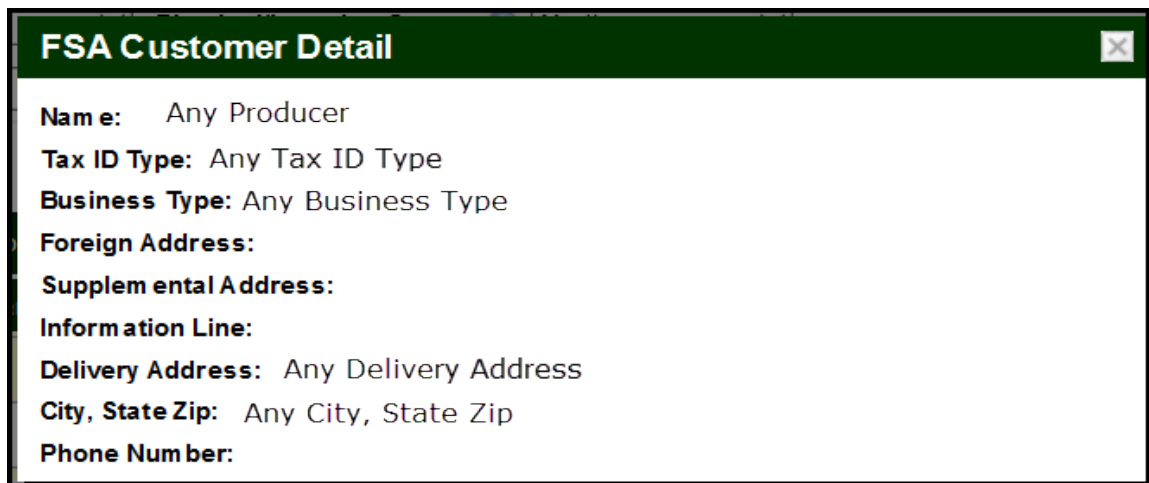 FSA Customer Detail
Name: Any Producer
Tax ID Type: Any Tax ID Type
Business Type: Any Business Type
Foreign Address:
Supplemental Address:
Information Line:
Delivery Address: Any Delivery Address
City, State Zip: Any City, State Zip
Phone Number: